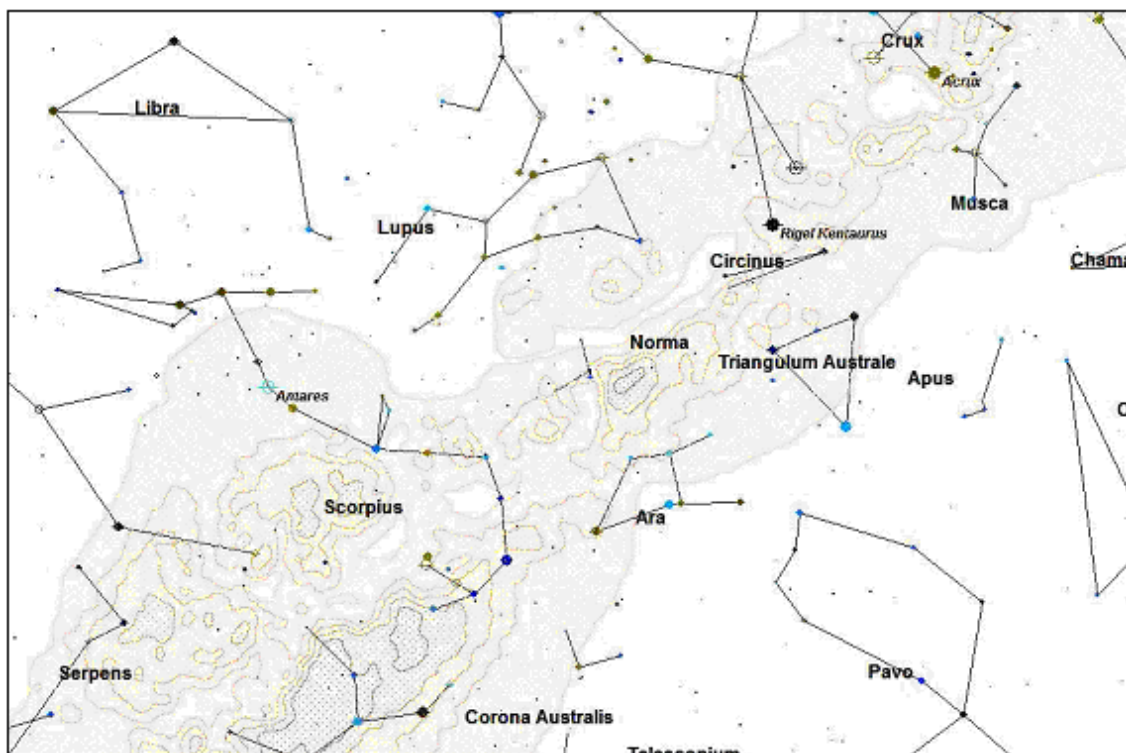 Crux
Acrux
Libra
Musca
Lupus
Rigel Kentaurus
Circinus
Chama
Norma
Triangulum Australe
Apus
Antares
C
Scorpius
Ara
Serpens
Pavo
Corona Australis
Telescopium